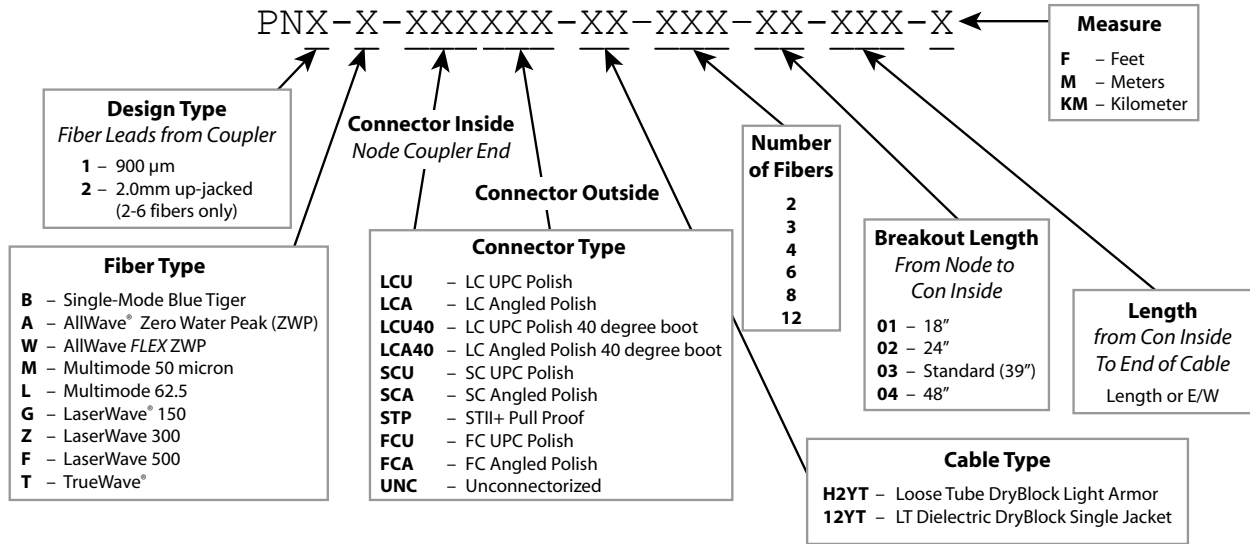 PNX-X-XXXXXX-XX-XXX-XX-XXX-X
Measure
F – Feet
M – Meters
KM – Kilometer
Design Type
Fiber Leads from Coupler
1 – 900 µm
2 – 2.0mm up-jacked
(2-6 fibers only)
Connector Inside
Node Coupler End
Connector Outside
Number
of Fibers
2
3
4
6
8
12
Fiber Type
B – Single-Mode Blue Tiger
A – AllWave® Zero Water Peak (ZWP)
W – AllWave FLEX ZWP
M – Multimode 50 micron
L – Multimode 62.5
G – LaserWave® 150
Z – LaserWave 300
F – LaserWave 500
T – TrueWave®
Connector Type
LCU – LC UPC Polish
LCA – LC Angled Polish
LCU40 – LC UPC Polish 40 degree boot
LCA40 – LC Angled Polish 40 degree boot
SCU – SC UPC Polish
SCA – SC Angled Polish
STP – STII+ Pull Proof
FCU – FC UPC Polish
FCA – FC Angled Polish
UNC – Unconnectorized
Breakout Length
From Node to
Con Inside
01 – 18”
02 – 24”
03 – Standard (39”)
04 – 48”
Length
from Con Inside
To End of Cable
Length or E/W
Cable Type
H2YT – Loose Tube DryBlock Light Armor
12YT – LT Dielectric DryBlock Single Jacket